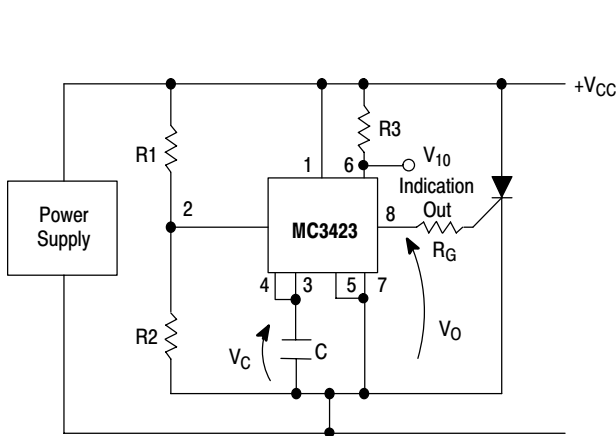 +VCC
R3
R1
1
6
V10
Indication
Out
2
8
Power
Supply
MC3423
RG
4
3
5
7
R2
VC
C
VO